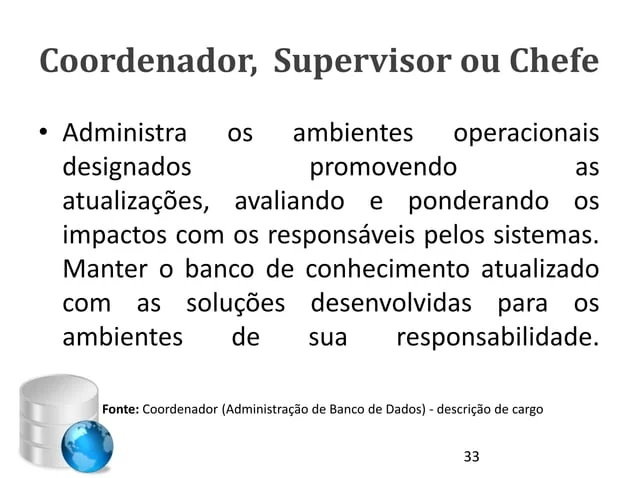 Coordenador, Supervisor ou Chefe
• Administra os ambientes operacionais
designados promovendo as
atualizações, avaliando e ponderando os
impactos com os responsáveis pelos sistemas.
Manter o banco de conhecimento atualizado
com as soluções desenvolvidas para os
ambientes de sua responsabilidade.
Fonte: Coordenador (Administração de Banco de Dados) - descrição de cargo
33